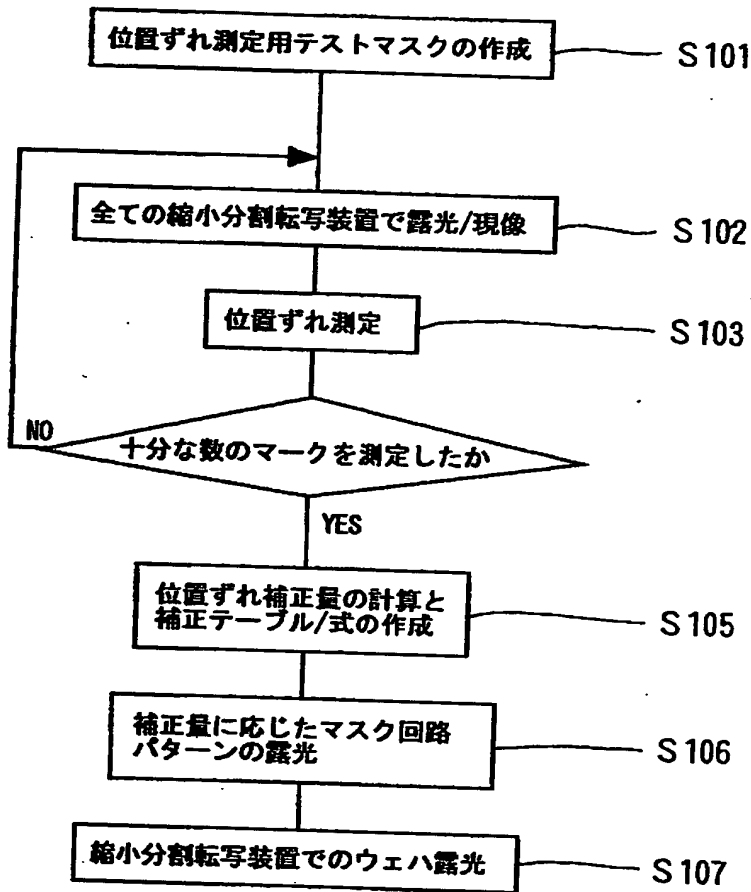 位置ずれ測定用テストマスクの作成
S101
全ての縮小分割転写装置で露光/現像
S102
位置ずれ測定
S103
NO
十分な数のマークを測定したか
YES
位置ずれ補正量の計算と
補正テーブル/式の作成
S105
補正量に応じたマスク回路
パターンの露光
S106
縮小分割転写装置でのウェハ露光
S107